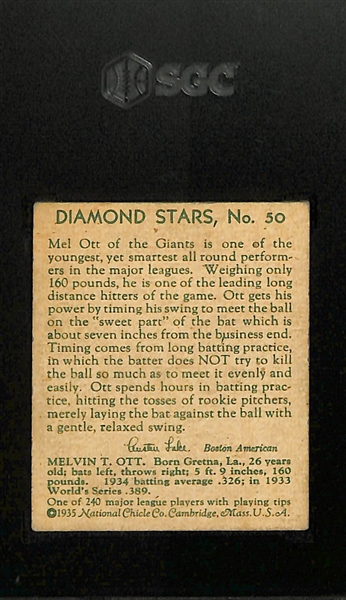 SGC
DIAMOND STARS, No. 50
Mel Ott of the Giants is one of the
youngest, yet smartest all round perform-
ers in the major leagues. Weighing only
160 pounds, he is one of the leading long
distance hitters of the game. Ott gets his
power by timing his swing to meet the ball
on the "sweet part" of the bat which is
about seven inches from the business end.
Timing comes from long batting practice,
in which the batter does NOT try to kill
the ball so much as to meet it evenly and
easily. Ott spends hours in batting prac-
tice, hitting the tosses of rookie pitchers,
merely laying the bat against the ball with
a gentle, relaxed swing.
Austen Lake Boston American
MELVIN T. OTT. Born Gretna, La., 26 years
old; bats left, throws right; 5 ft. 9 inches, 160
pounds. 1934 batting average .326; in 1933
World's Series .389.
One of 240 major league players with playing tips
©1935 National Chicle Co. Cambridge, Mass. U.S.A.